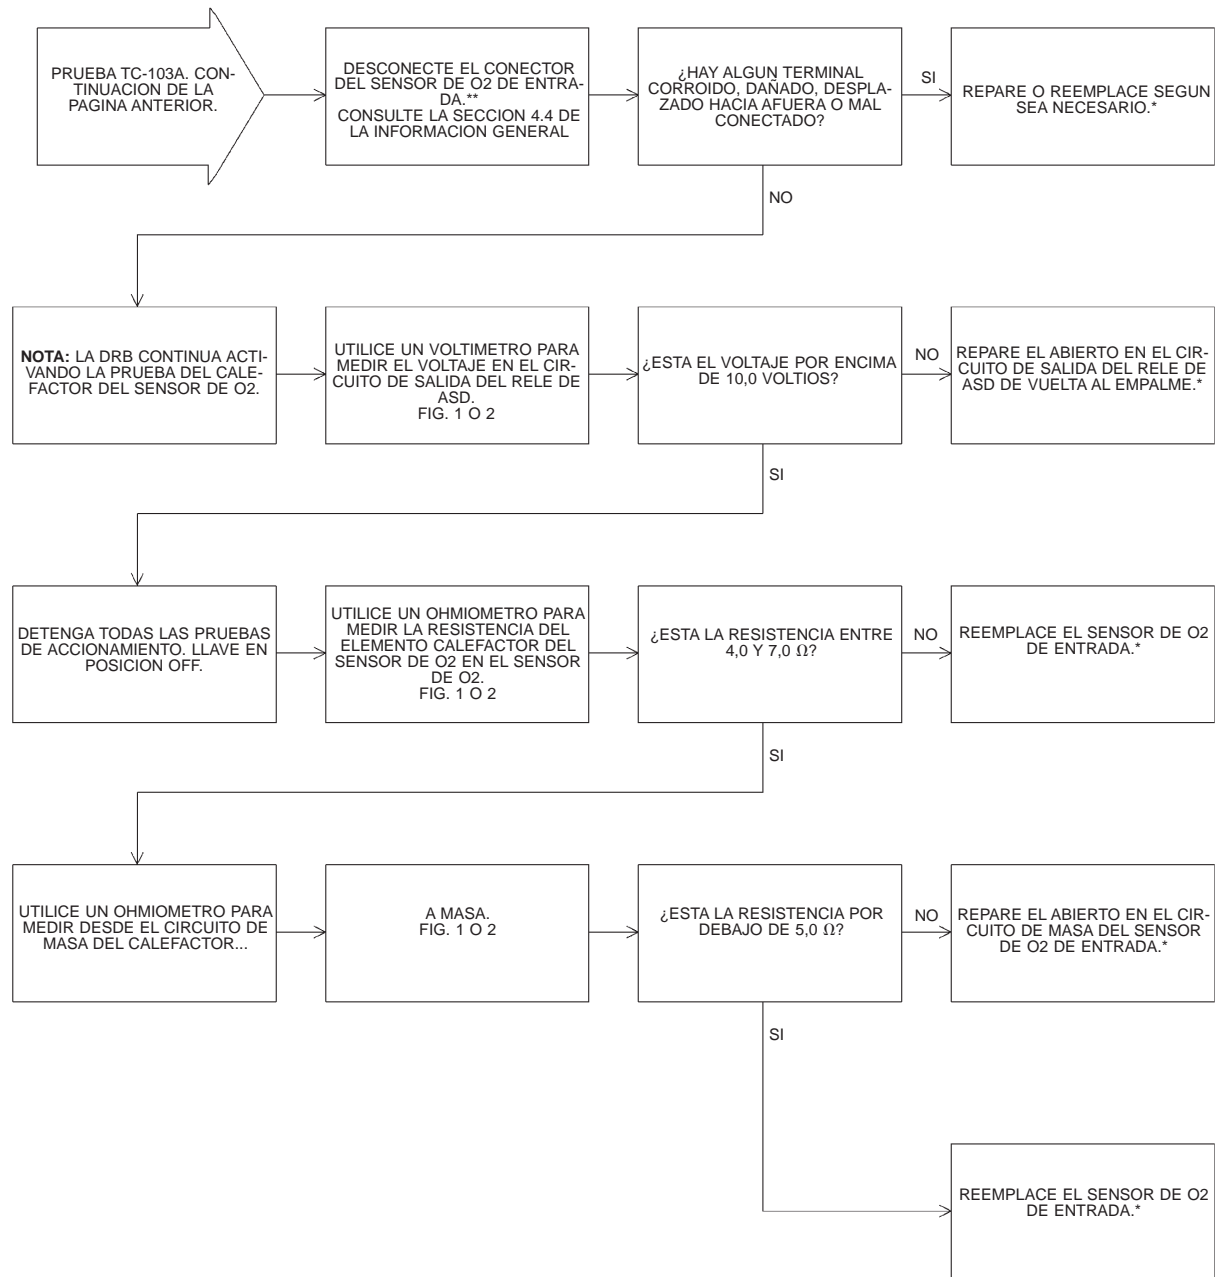 PRUEBA TC-103A. CON-
TINUACION DE LA
PAGINA ANTERIOR.
DESCONECTE EL CONECTOR
DEL SENSOR DE O2 DE ENTRA-
DA.**
CONSULTE LA SECCION 4.4 DE
LA INFORMACION GENERAL
¿HAY ALGUN TERMINAL
CORROIDO, DAÑADO, DESPLA-
ZADO HACIA AFUERA O MAL
CONECTADO?
SI
REPARE O REEMPLACE SEGUN
SEA NECESARIO.*
NO
NOTA: LA DRB CONTINUA ACTI-
VANDO LA PRUEBA DEL CALE-
FACTOR DEL SENSOR DE O2.
UTILICE UN VOLTIMETRO PARA
MEDIR EL VOLTAJE EN EL CIR-
CUITO DE SALIDA DEL RELE DE
ASD.
FIG. 1 O 2
¿ESTA EL VOLTAJE POR ENCIMA
DE 10,0 VOLTIOS?
NO
REPARE EL ABIERTO EN EL CIR-
CUITO DE SALIDA DEL RELE DE
ASD DE VUELTA AL EMPALME.*
SI
DETENGA TODAS LAS PRUEBAS
DE ACCIONAMIENTO. LLAVE EN
POSICION OFF.
UTILICE UN OHMIOMETRO PARA
MEDIR LA RESISTENCIA DEL
ELEMENTO CALEFACTOR DEL
SENSOR DE O2 EN EL SENSOR
DE O2.
FIG. 1 O 2
¿ESTA LA RESISTENCIA ENTRE
4,0 Y 7,0 Ω?
NO
REEMPLACE EL SENSOR DE O2
DE ENTRADA.*
SI
UTILICE UN OHMIOMETRO PARA
MEDIR DESDE EL CIRCUITO DE
MASA DEL CALEFACTOR...
A MASA.
FIG. 1 O 2
¿ESTA LA RESISTENCIA POR
DEBAJO DE 5,0 Ω?
NO
REPARE EL ABIERTO EN EL CIR-
CUITO DE MASA DEL SENSOR
DE O2 DE ENTRADA.*
SI
REEMPLACE EL SENSOR DE O2
DE ENTRADA.*